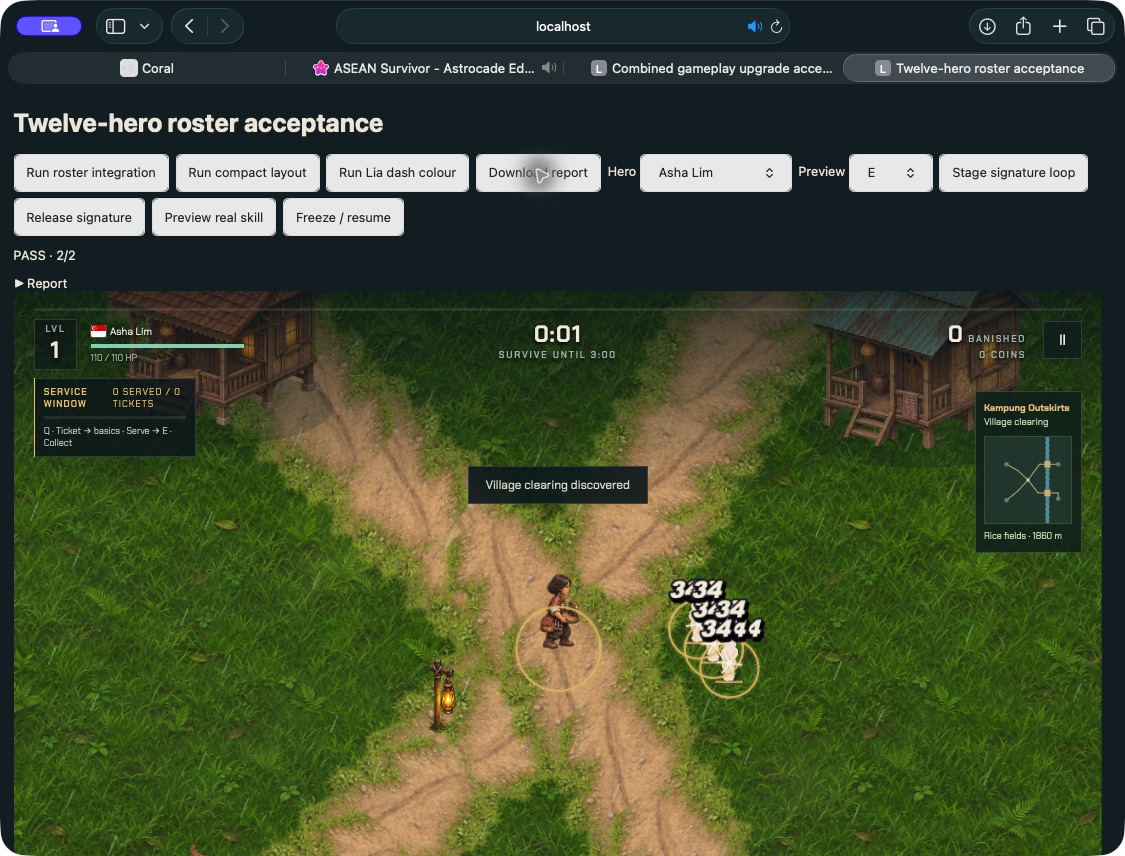 localhost
Coral
ASEAN Survivor - Astrocade Ed...
L Combined gameplay upgrade acce...
L Twelve-hero roster acceptance
Twelve-hero roster acceptance
Run roster integration
Run compact layout
Run Lia dash colour
Download report
Hero
Asha Lim
Preview
E
Stage signature loop
Release signature
Preview real skill
Freeze / resume
PASS · 2/2
Report
LVL
1
Asha Lim
110 / 110 HP
0:01
SURVIVE UNTIL 3:00
0 BANISHED
0 COINS
SERVICE WINDOW
0 SERVED / 0 TICKETS
Q · Ticket → basics · Serve → E ·
Collect
Kampung Outskirts
Village clearing
Rice fields · 1860 m
Village clearing discovered